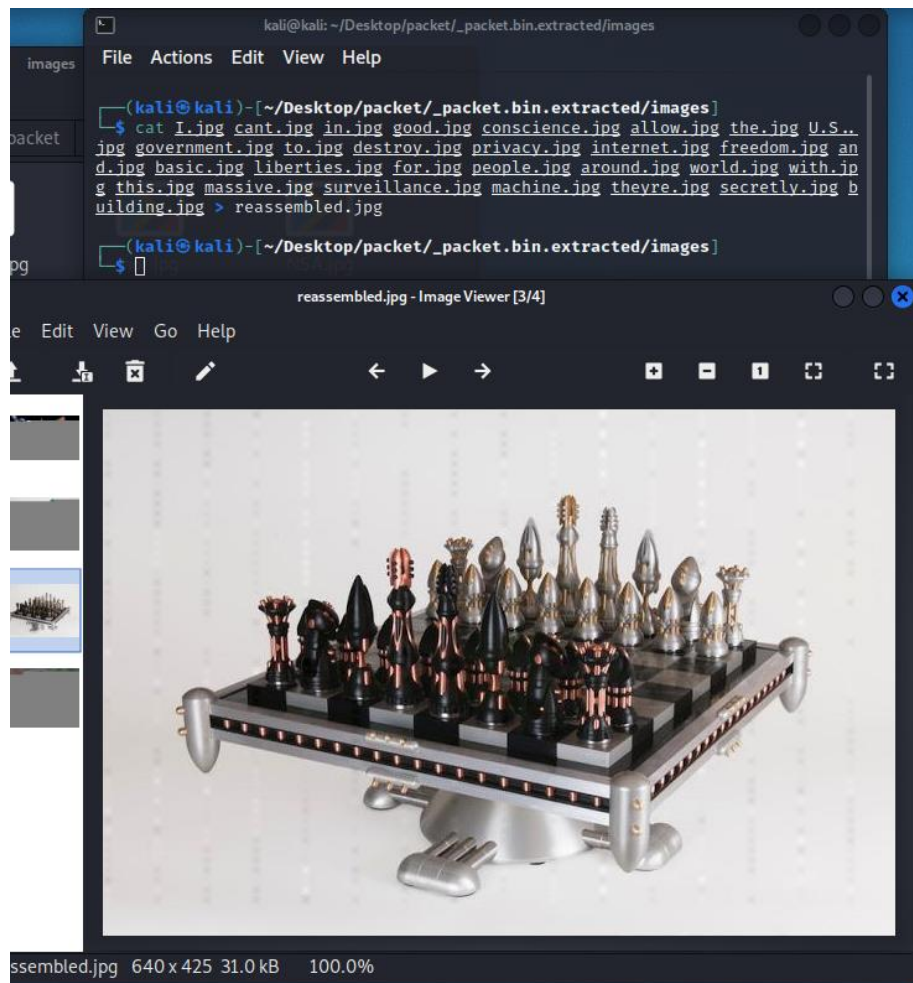 kali@kali: ~/Desktop/packet/_packet.bin.extracted/images
File Actions Edit View Help
images
┌──(kali㉿kali)-[~/Desktop/packet/_packet.bin.extracted/images]
└─$ cat I.jpg cant.jpg in.jpg good.jpg conscience.jpg allow.jpg the.jpg U.S..
jpg government.jpg to.jpg destroy.jpg privacy.jpg internet.jpg freedom.jpg an
d.jpg basic.jpg liberties.jpg for.jpg people.jpg around.jpg world.jpg with.jp
g this.jpg massive.jpg surveillance.jpg machine.jpg theyre.jpg secretly.jpg b
uilding.jpg > reassembled.jpg
packet
┌──(kali㉿kali)-[~/Desktop/packet/_packet.bin.extracted/images]
└─$
pg
reassembled.jpg - Image Viewer [3/4]
e Edit View Go Help
ssembled.jpg 640 x 425 31.0 kB 100.0%